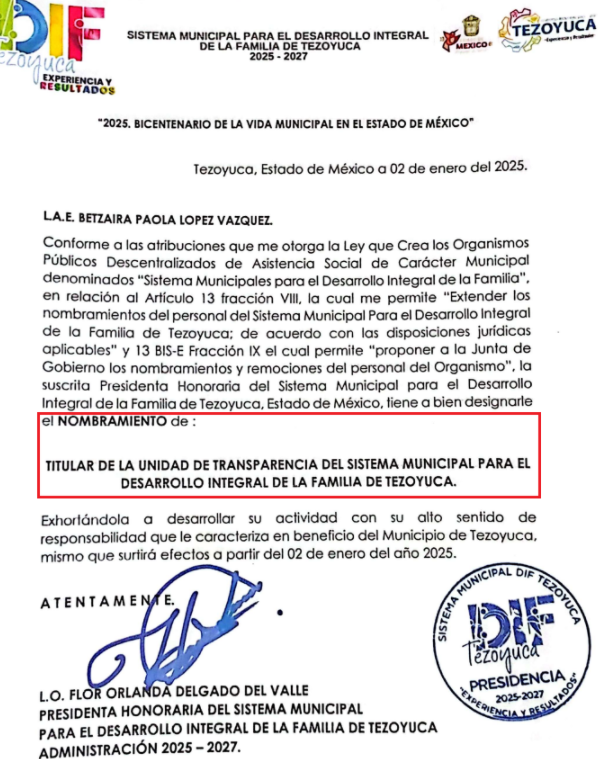 DIF
Tezoyuca
EXPERIENCIA Y
RESULTADOS
SISTEMA MUNICIPAL PARA EL DESARROLLO INTEGRAL
DE LA FAMILIA DE TEZOYUCA
2025 - 2027
MÉXICO
TEZOYUCA
"2025. BICENTENARIO DE LA VIDA MUNICIPAL EN EL ESTADO DE MÉXICO"
Tezoyuca, Estado de México a 02 de enero del 2025.
L.A.E. BETZAIRA PAOLA LOPEZ VAZQUEZ.
Conforme a las atribuciones que me otorga la Ley que Crea los Organismos
Públicos Descentralizados de Asistencia Social de Carácter Municipal
denominados "Sistema Municipales para el Desarrollo Integral de la Familia",
en relación al Artículo 13 fracción VIII, la cual me permite "Extender los
nombramientos del personal del Sistema Municipal Para el Desarrollo Integral
de la Familia de Tezoyuca; de acuerdo con las disposiciones jurídicas
aplicables" y 13 BIS-E Fracción IX el cual permite "proponer a la Junta de
Gobierno los nombramientos y remociones del personal del Organismo", la
suscrita Presidenta Honoraria del Sistema Municipal para el Desarrollo
Integral de la Familia de Tezoyuca, Estado de México, tiene a bien designarle
el NOMBRAMIENTO de :
TITULAR DE LA UNIDAD DE TRANSPARENCIA DEL SISTEMA MUNICIPAL PARA EL
DESARROLLO INTEGRAL DE LA FAMILIA DE TEZOYUCA.
Exhortándola a desarrollar su actividad con su alto sentido de
responsabilidad que le caracteriza en beneficio del Municipio de Tezoyuca,
mismo que surtirá efectos a partir del 02 de enero del año 2025.
ATENTAMENTE.
L.O. FLOR ORLANDA DELGADO DEL VALLE
PRESIDENTA HONORARIA DEL SISTEMA MUNICIPAL
PARA EL DESARROLLO INTEGRAL DE LA FAMILIA DE TEZOYUCA
ADMINISTRACIÓN 2025 – 2027.
SISTEMA MUNICIPAL DIF TEZOYUCA
DIF
Tezoyuca
PRESIDENCIA
2025-2027
"EXPERIENCIA Y RESULTADOS"